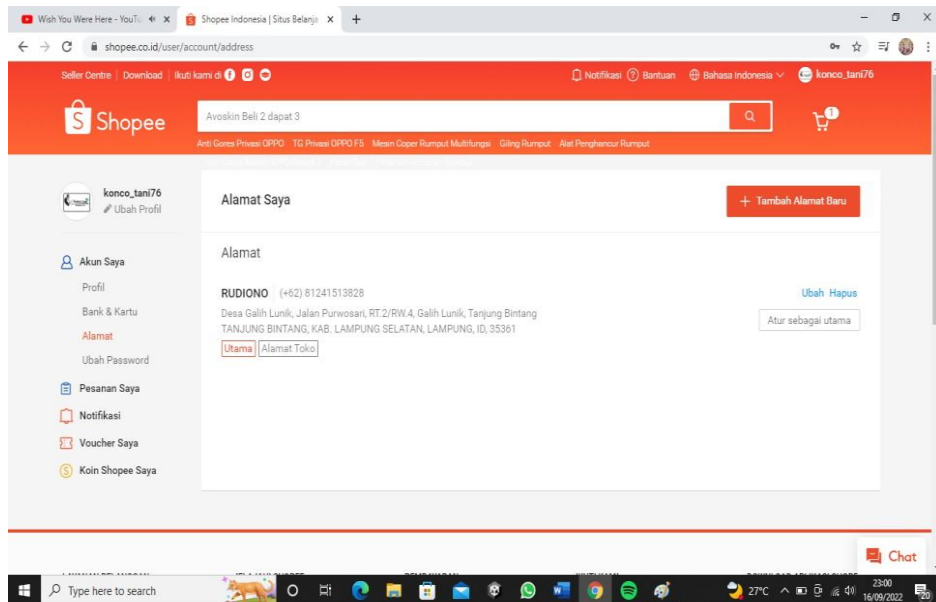 Wish You Were Here - YouTu
Shopee Indonesia | Situs Belanja
shopee.co.id/user/account/address
Seller Centre | Download | Ikuti kami di
Notifikasi
Bantuan
Bahasa Indonesia
konco_tani76
Shopee
Avoskin Beli 2 dapat 3
1
Anti Gores Privasi OPPO TG Privasi OPPO F5 Mesin Coper Rumput Multifungsi Giling Rumput Alat Penghancur Rumput
konco_tani76
Ubah Profil
Alamat Saya
+ Tambah Alamat Baru
Akun Saya
Profil
Bank & Kartu
Alamat
Ubah Password
Pesanan Saya
Notifikasi
Voucher Saya
Koin Shopee Saya
Alamat
RUDIONO (+62) 81241513828
Ubah Hapus
Desa Galih Lunik, Jalan Purwosari, RT.2/RW.4, Galih Lunik, Tanjung Bintang
TANJUNG BINTANG, KAB. LAMPUNG SELATAN, LAMPUNG, ID, 35361
Atur sebagai utama
Utama Alamat Toko
Chat
Type here to search
27°C
23:00
16/09/2022
20